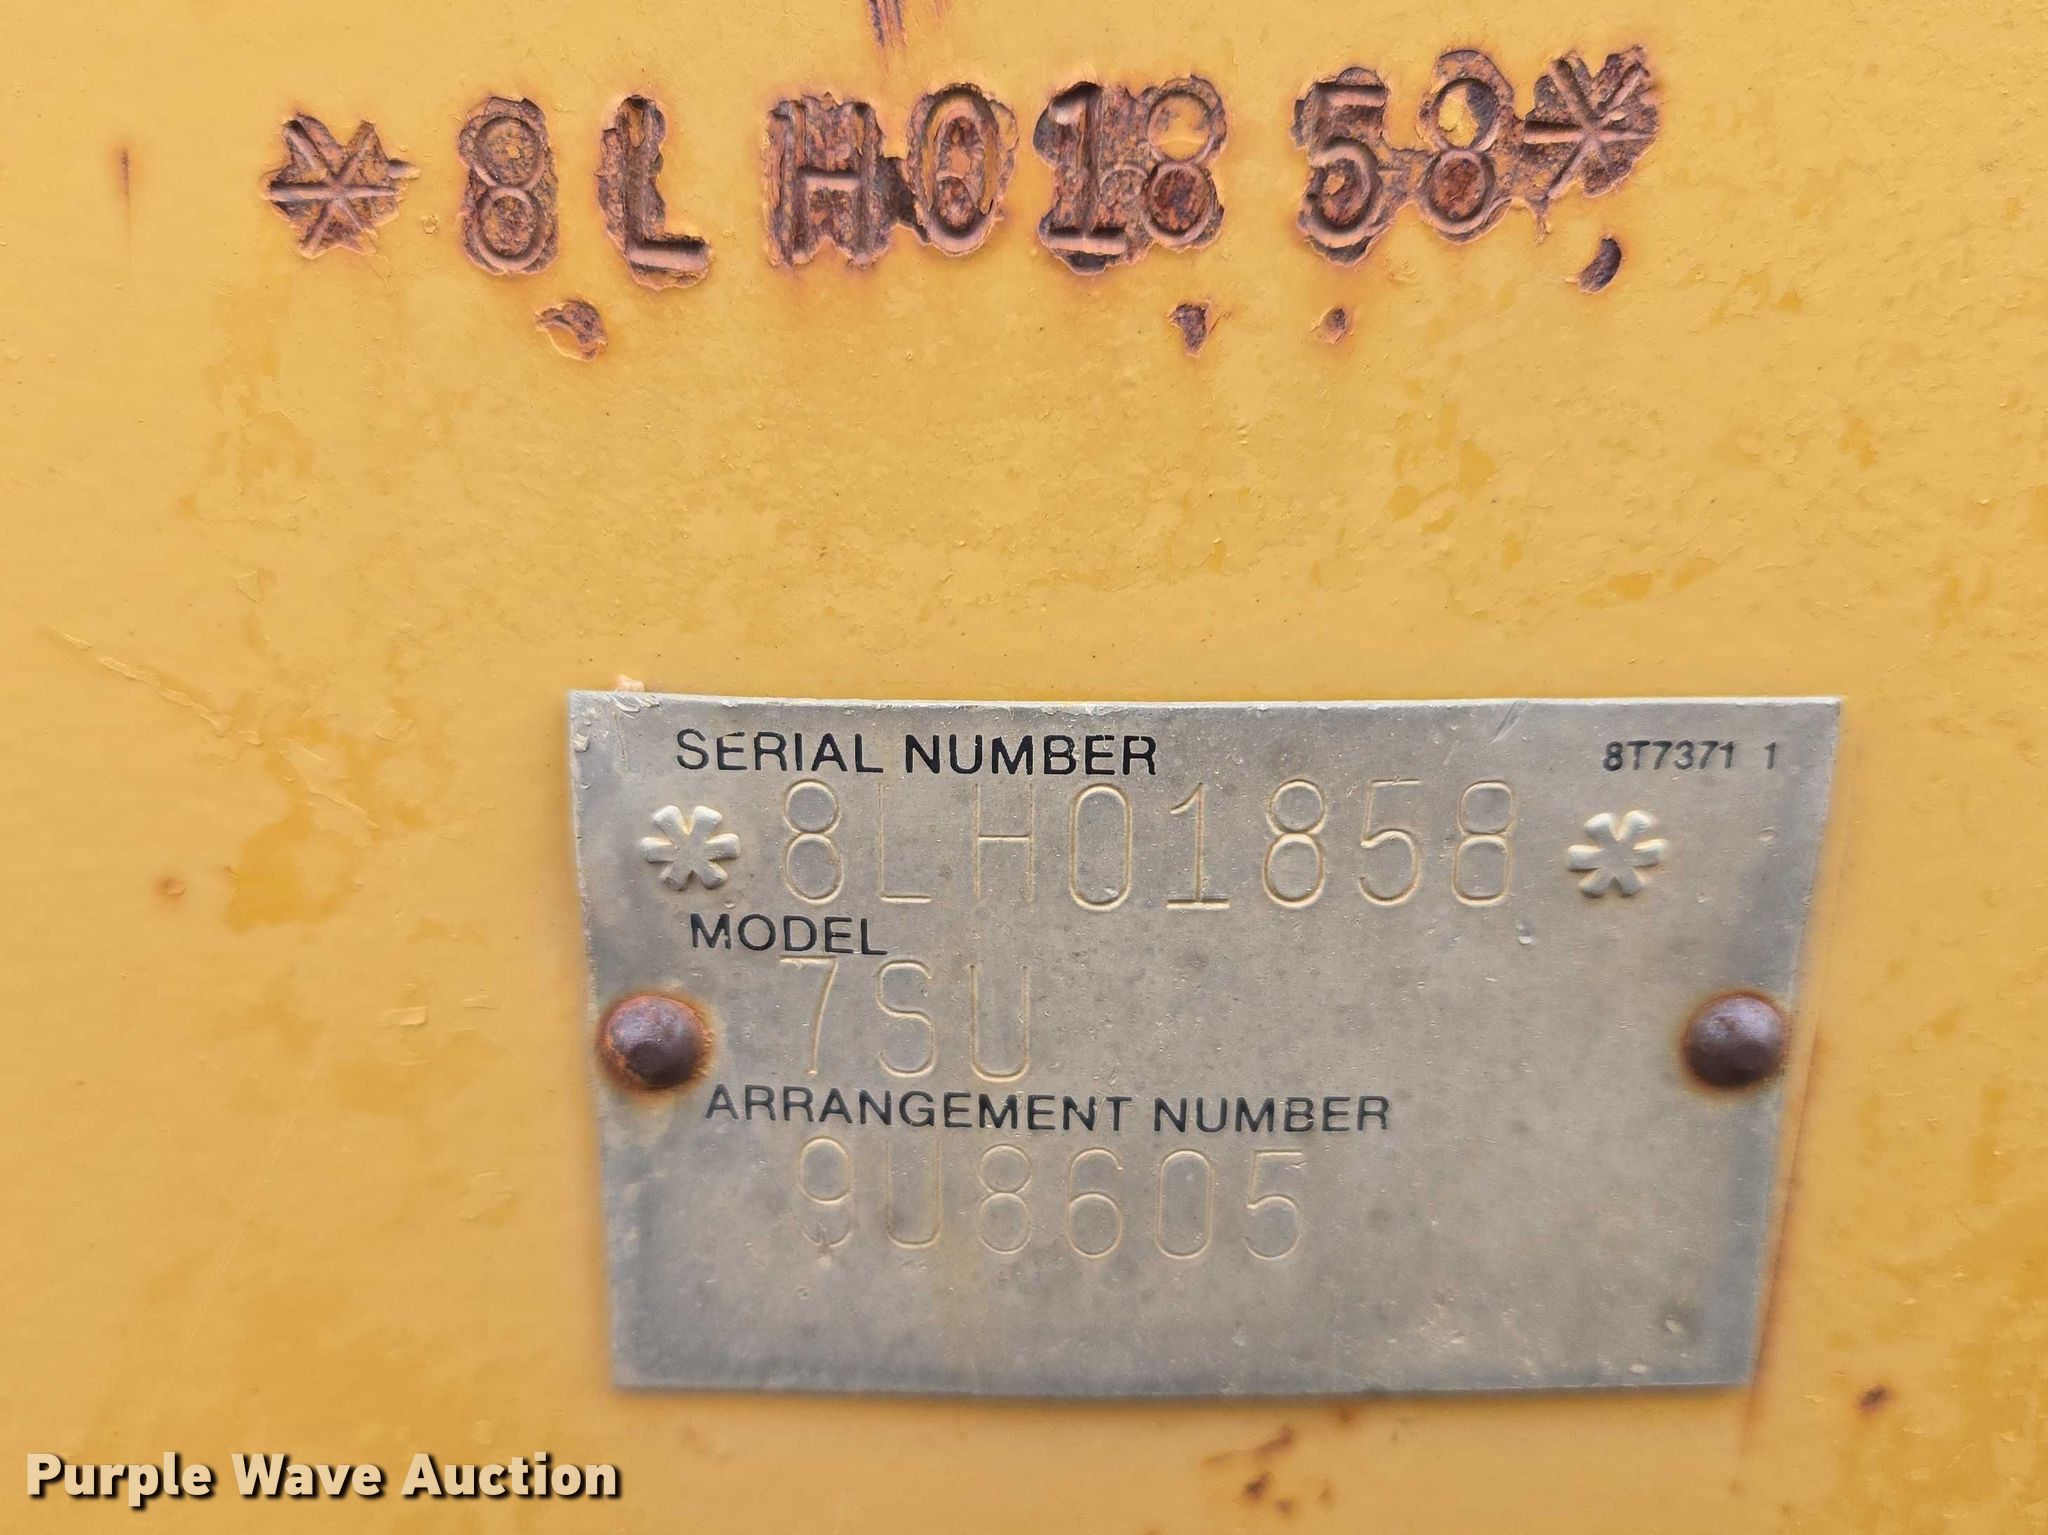 *8LH01858*
SERIAL NUMBER 8T7371 1
*8LH01858*
MODEL
7SU
ARRANGEMENT NUMBER
9U8605
Purple Wave Auction